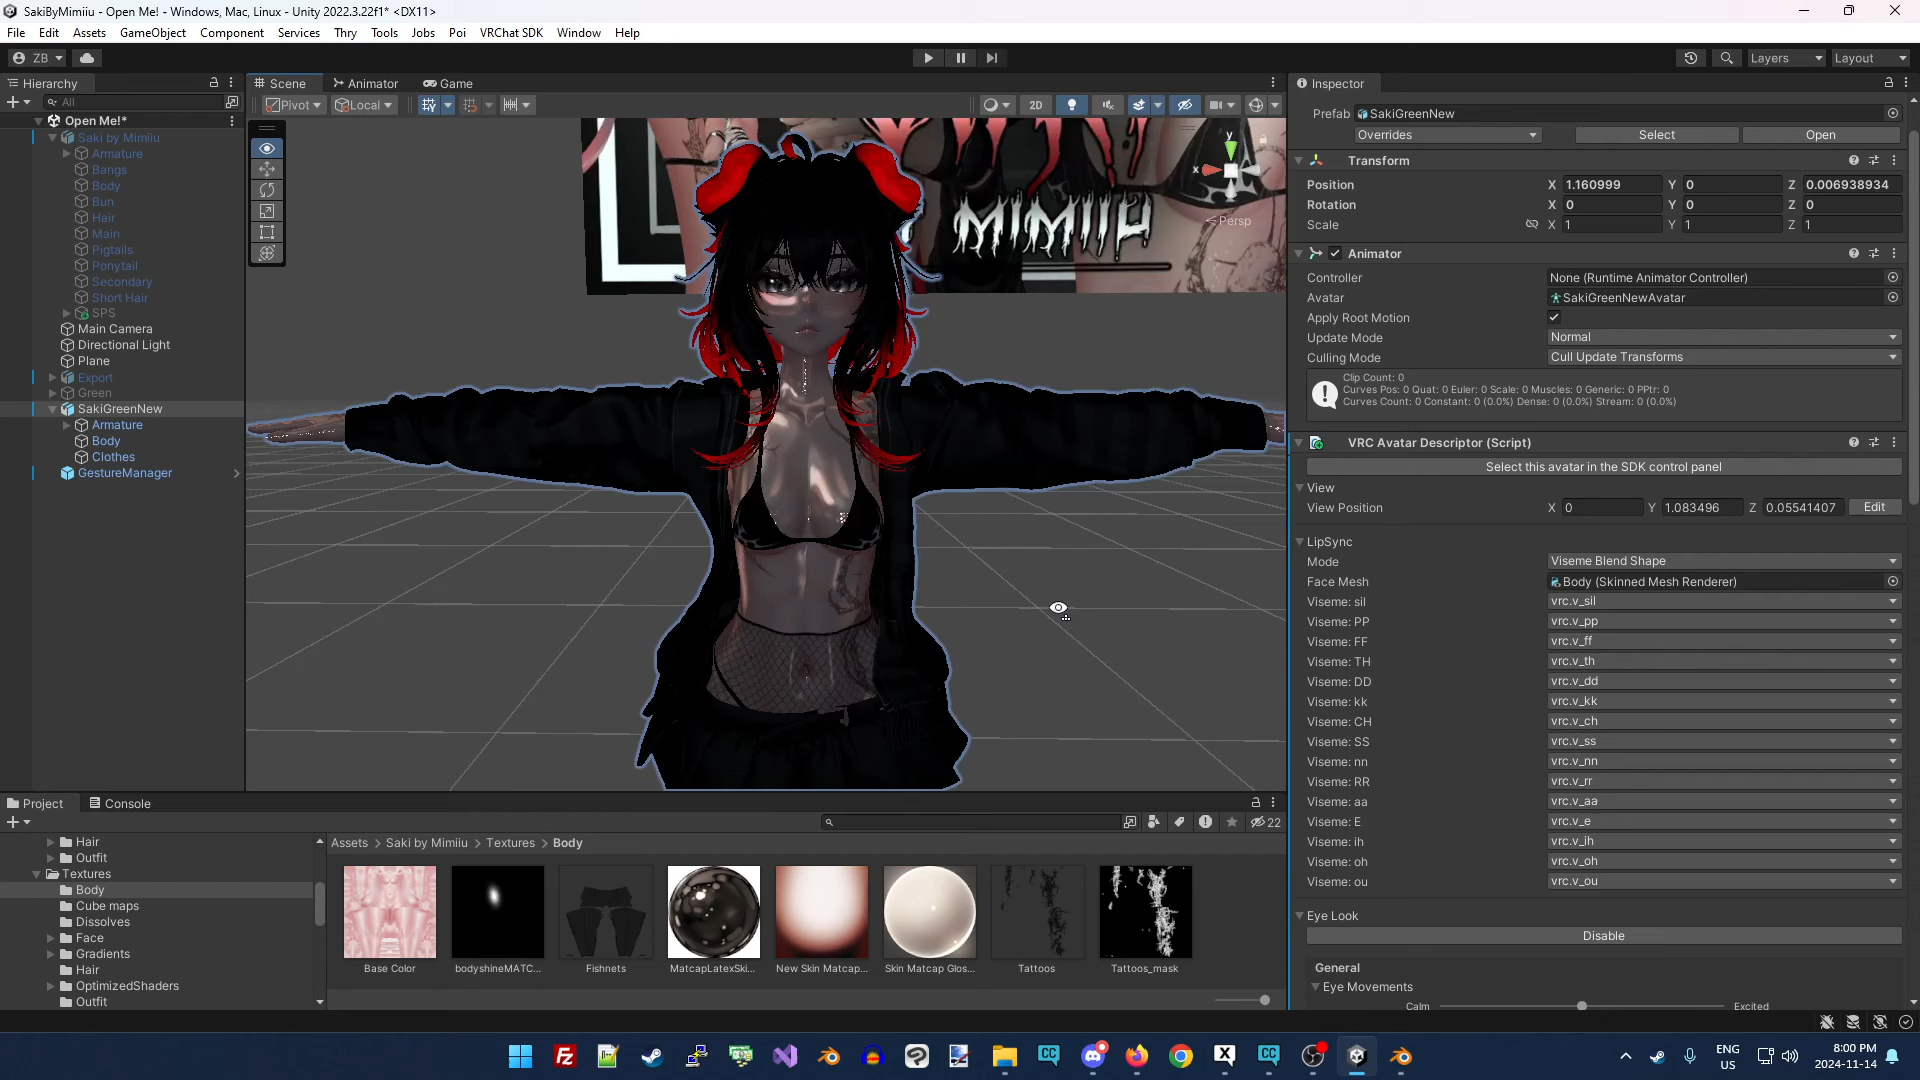 SakiByMimiiu - Open Me! - Windows, Mac, Linux - Unity 2022.3.22f1* <DX11>
File Edit Assets GameObject Component Services Thry Tools Jobs Poi VRChat SDK Window Help
ZB
Layers Layout
Hierarchy
All
Open Me!*
Saki by Mimiiu
Armature
Bangs
Body
Bun
Hair
Main
Pigtails
Ponytail
Secondary
Short Hair
SPS
Main Camera
Directional Light
Plane
Export
Green
SakiGreenNew
Armature
Body
Clothes
GestureManager
Scene Animator Game
Pivot Local 2D
MIMIIU
y
x
Persp
Inspector
Prefab SakiGreenNew
Overrides Select Open
Transform
Position X 1.160999 Y 0 Z 0.006938934
Rotation X 0 Y 0 Z 0
Scale X 1 Y 1 Z 1
Animator
Controller None (Runtime Animator Controller)
Avatar SakiGreenNewAvatar
Apply Root Motion
Update Mode Normal
Culling Mode Cull Update Transforms
Clip Count: 0
Curves Pos: 0 Quat: 0 Euler: 0 Scale: 0 Muscles: 0 Generic: 0 PPtr: 0
Curves Count: 0 Constant: 0 (0.0%) Dense: 0 (0.0%) Stream: 0 (0.0%)
VRC Avatar Descriptor (Script)
Select this avatar in the SDK control panel
View
View Position X 0 Y 1.083496 Z 0.05541407 Edit
LipSync
Mode Viseme Blend Shape
Face Mesh Body (Skinned Mesh Renderer)
Viseme: sil vrc.v_sil
Viseme: PP vrc.v_pp
Viseme: FF vrc.v_ff
Viseme: TH vrc.v_th
Viseme: DD vrc.v_dd
Viseme: kk vrc.v_kk
Viseme: CH vrc.v_ch
Viseme: SS vrc.v_ss
Viseme: nn vrc.v_nn
Viseme: RR vrc.v_rr
Viseme: aa vrc.v_aa
Viseme: E vrc.v_e
Viseme: ih vrc.v_ih
Viseme: oh vrc.v_oh
Viseme: ou vrc.v_ou
Eye Look
Disable
General
Eye Movements
Calm Excited
Project Console
22
Hair
Outfit
Textures
Body
Cube maps
Dissolves
Face
Gradients
Hair
OptimizedShaders
Outfit
Assets > Saki by Mimiiu > Textures > Body
Base Color bodyshineMATC... Fishnets MatcapLatexSki... New Skin Matcap... Skin Matcap Glos... Tattoos Tattoos_mask
ENG
US
8:00 PM
2024-11-14